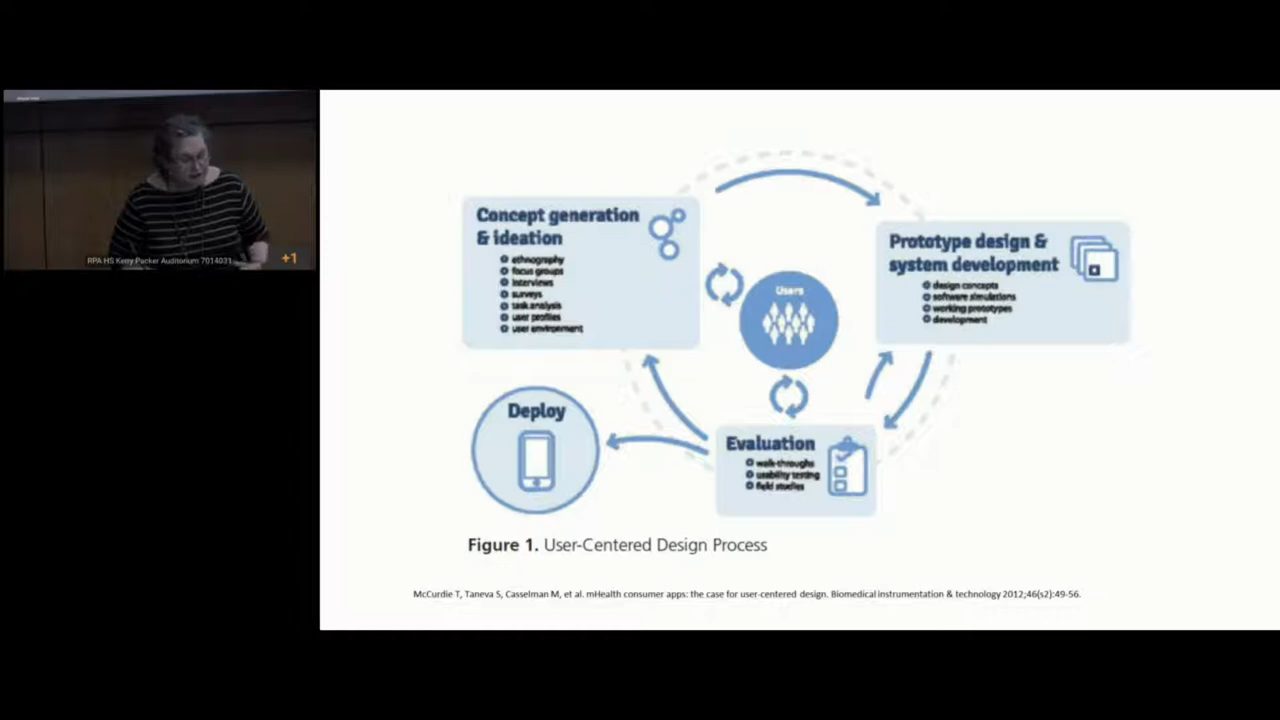 RPA HS Kerry Packer Auditorium 7014031
+1
Concept generation
& ideation
ethnography
focus groups
interviews
surveys
task analysis
user profiles
user environment
Users
Prototype design &
system development
design concepts
software simulations
working prototypes
development
Deploy
Evaluation
walk-throughs
usability testing
field studies
Figure 1. User-Centered Design Process
McCurdie T, Taneva S, Casselman M, et al. mHealth consumer apps: the case for user-centered design. Biomedical instrumentation & technology 2012;46(s2):49-56.